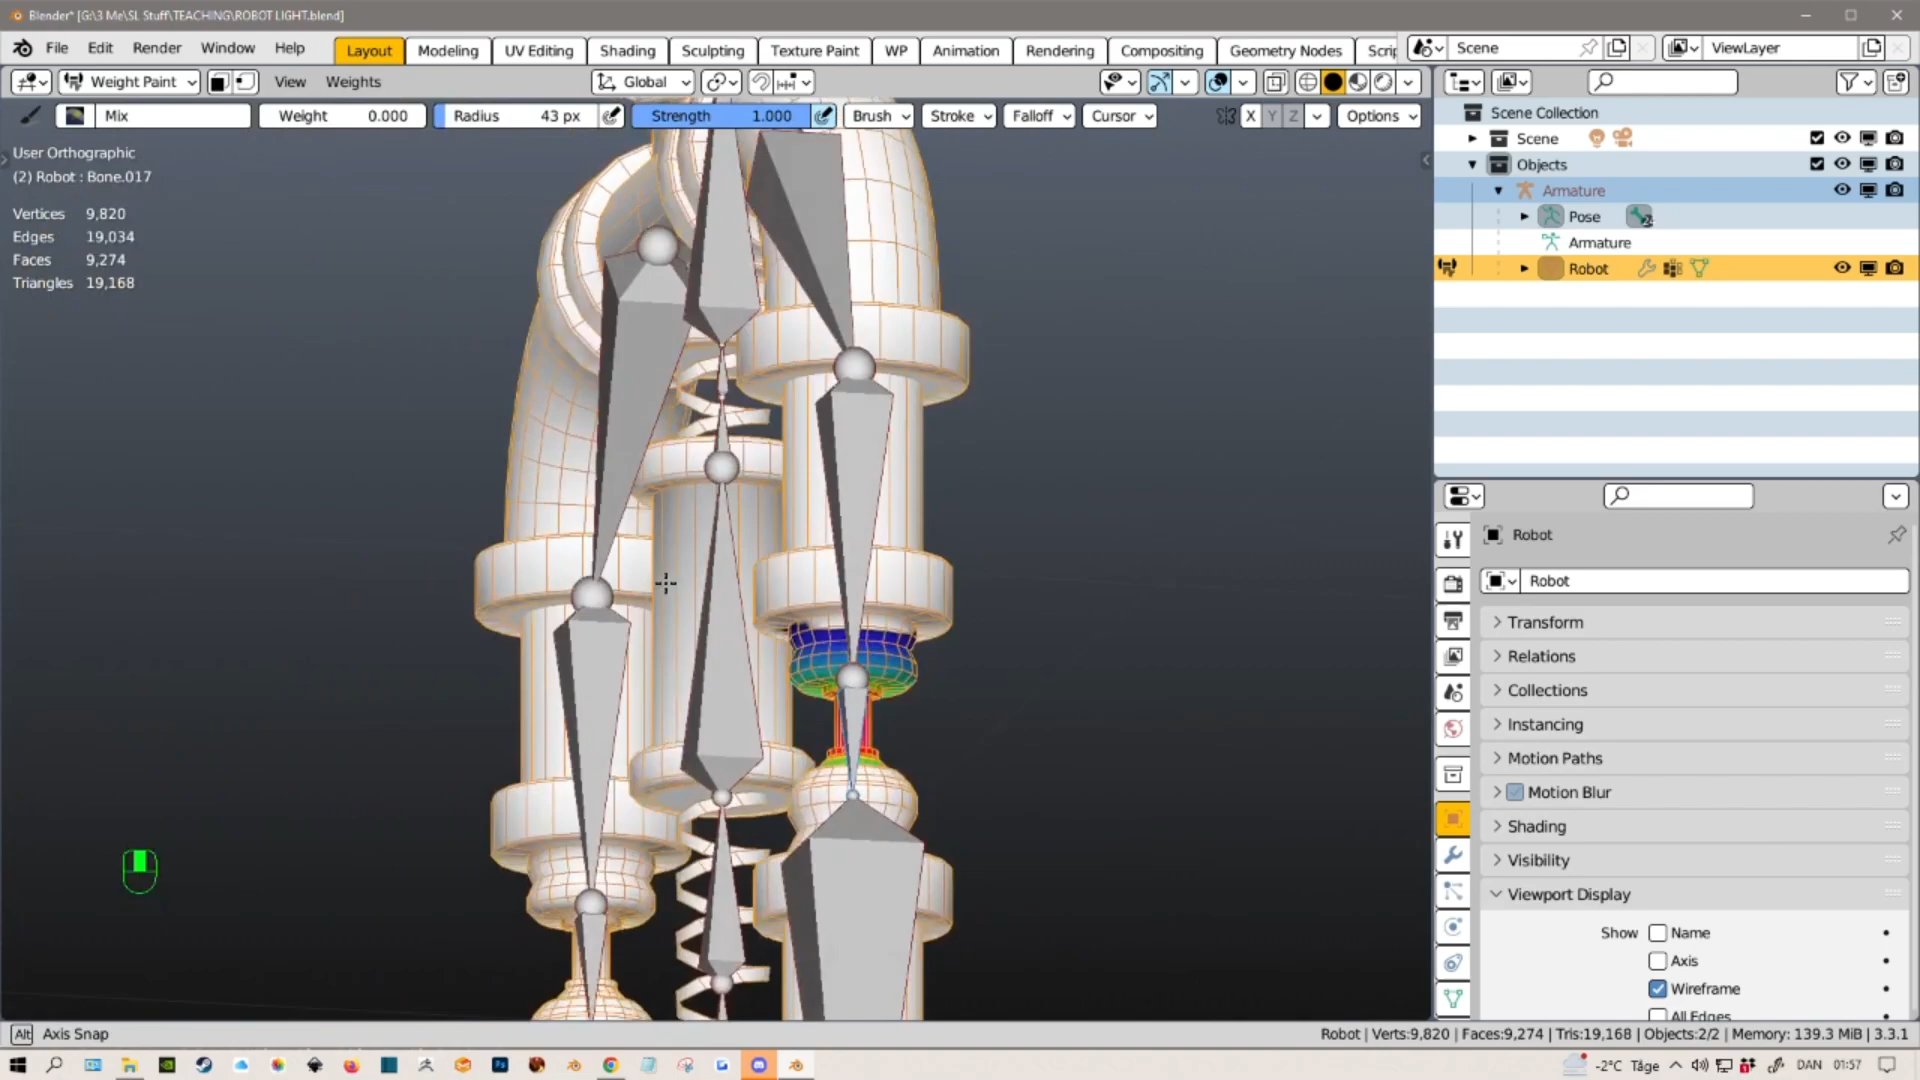 Blender* [G:\3 Me\SL Stuff\TEACHING\ROBOT LIGHT.blend]
File Edit Render Window Help Layout Modeling UV Editing Shading Sculpting Texture Paint WP Animation Rendering Compositing Geometry Nodes Scrip Scene ViewLayer
Weight Paint View Weights Global
Mix Weight 0.000 Radius 43 px Strength 1.000 Brush Stroke Falloff Cursor X Y Z Options
User Orthographic
(2) Robot : Bone.017
Vertices 9,820
Edges 19,034
Faces 9,274
Triangles 19,168
Scene Collection
Scene
Objects
Armature
Pose 2
Armature
Robot
Robot
Robot
Transform
Relations
Collections
Instancing
Motion Paths
Motion Blur
Shading
Visibility
Viewport Display
Show Name
Axis
Wireframe
All Edges
Alt Axis Snap
Robot | Verts:9,820 | Faces:9,274 | Tris:19,168 | Objects:2/2 | Memory: 139.3 MiB | 3.3.1
-2°C Tåge DAN 01:57